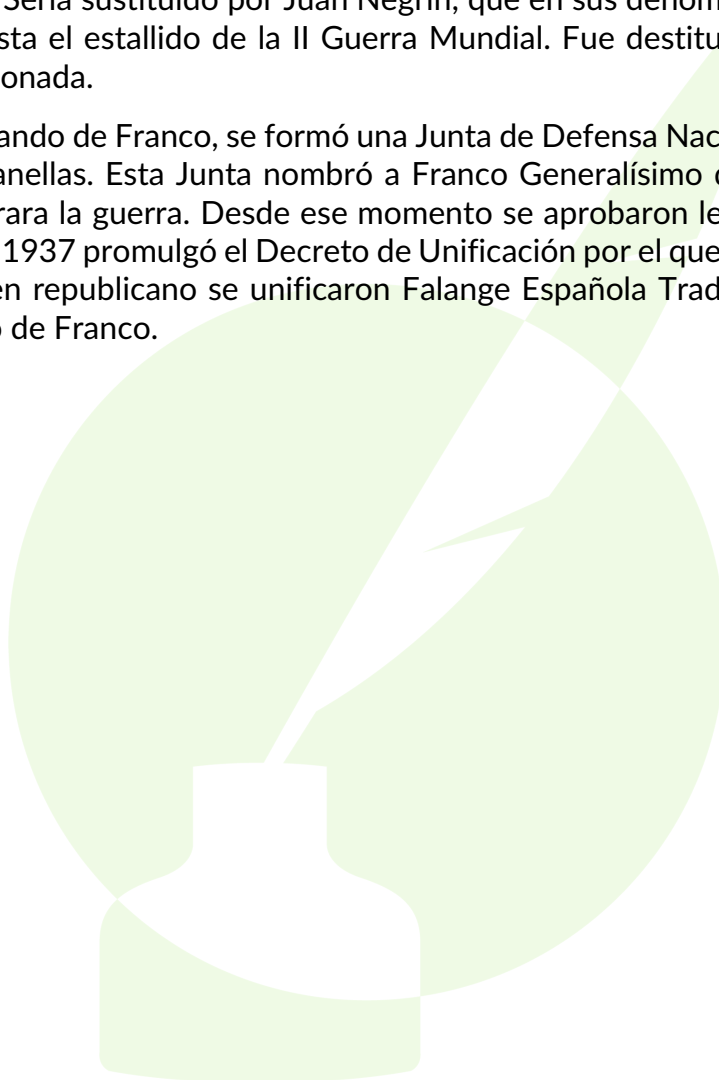 Sería sustituido por Juan Negrín, que en sus denom
sta el estallido de la II Guerra Mundial. Fue destitu
onada.
ando de Franco, se formó una Junta de Defensa Nac
anellas. Esta Junta nombró a Franco Generalísimo
rara la guerra. Desde ese momento se aprobaron le
1937 promulgó el Decreto de Unificación por el que
en republicano se unificaron Falange Española Trad
o de Franco.